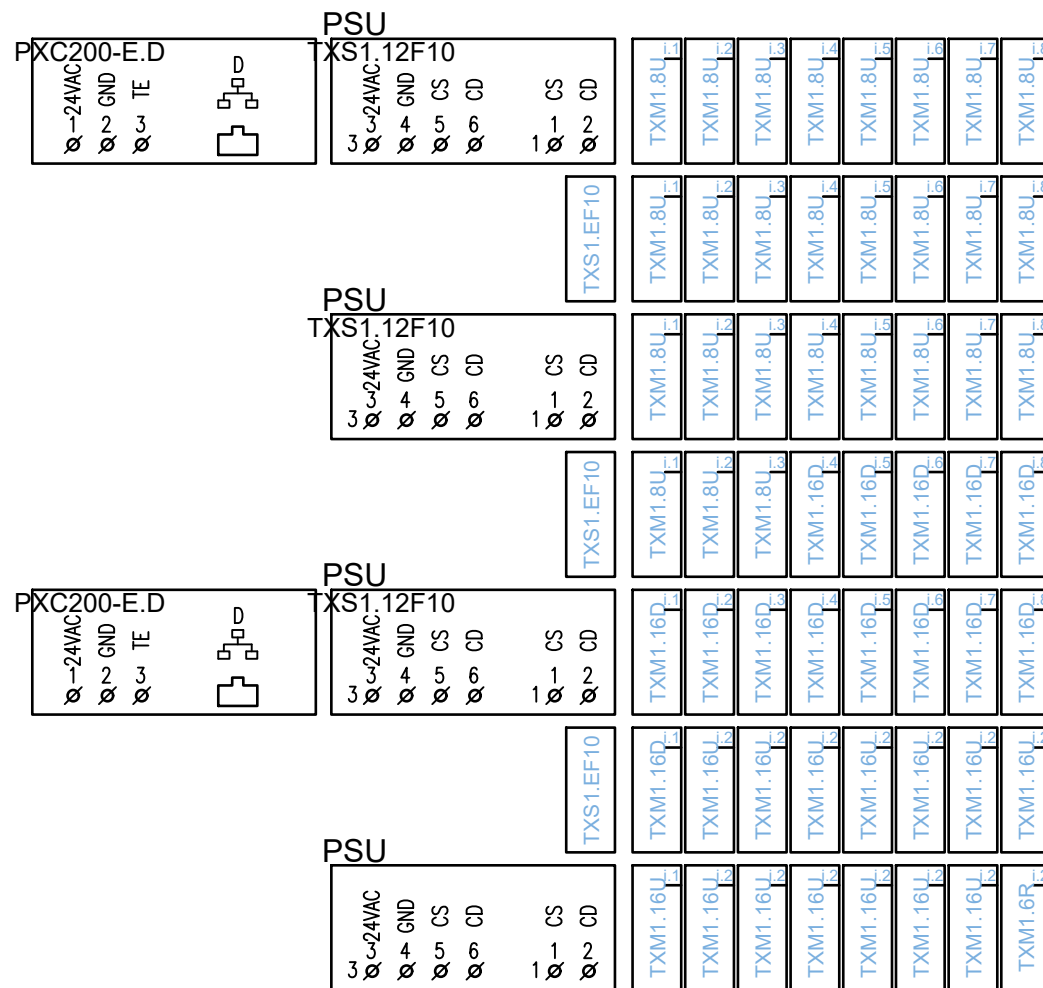 PSU
PXC200-E.D
~24VAC GND TE
1 2 3
D
TXS1.12F10
~24VAC GND CS CD CS CD
3 4 5 6 1 2
3 1
i.1 i.2 i.3 i.4 i.5 i.6 i.7 i.8
TXM1.8U TXM1.8U TXM1.8U TXM1.8U TXM1.8U TXM1.8U TXM1.8U TXM1.8U
TXS1.EF10
i.1 i.2 i.3 i.4 i.5 i.6 i.7 i.8
TXM1.8U TXM1.8U TXM1.8U TXM1.8U TXM1.8U TXM1.8U TXM1.8U TXM1.8U
PSU
TXS1.12F10
~24VAC GND CS CD CS CD
3 4 5 6 1 2
3 1
i.1 i.2 i.3 i.4 i.5 i.6 i.7 i.8
TXM1.8U TXM1.8U TXM1.8U TXM1.8U TXM1.8U TXM1.8U TXM1.8U TXM1.8U
TXS1.EF10
i.1 i.2 i.3 i.4 i.5 i.6 i.7 i.8
TXM1.8U TXM1.8U TXM1.8U TXM1.16D TXM1.16D TXM1.16D TXM1.16D TXM1.16D
PSU
PXC200-E.D
~24VAC GND TE
1 2 3
D
TXS1.12F10
~24VAC GND CS CD CS CD
3 4 5 6 1 2
3 1
i.1 i.2 i.3 i.4 i.5 i.6 i.7 i.8
TXM1.16D TXM1.16D TXM1.16D TXM1.16D TXM1.16D TXM1.16D TXM1.16D TXM1.16D
TXS1.EF10
i.1 i.2 i.2 i.2 i.2 i.2 i.2 i.2
TXM1.16D TXM1.16U TXM1.16U TXM1.16U TXM1.16U TXM1.16U TXM1.16U TXM1.16U
PSU
~24VAC GND CS CD CS CD
3 4 5 6 1 2
3 1
i.1 i.2 i.2 i.2 i.2 i.2 i.2 i.2
TXM1.16U TXM1.16U TXM1.16U TXM1.16U TXM1.16U TXM1.16U TXM1.16U TXM1.6R